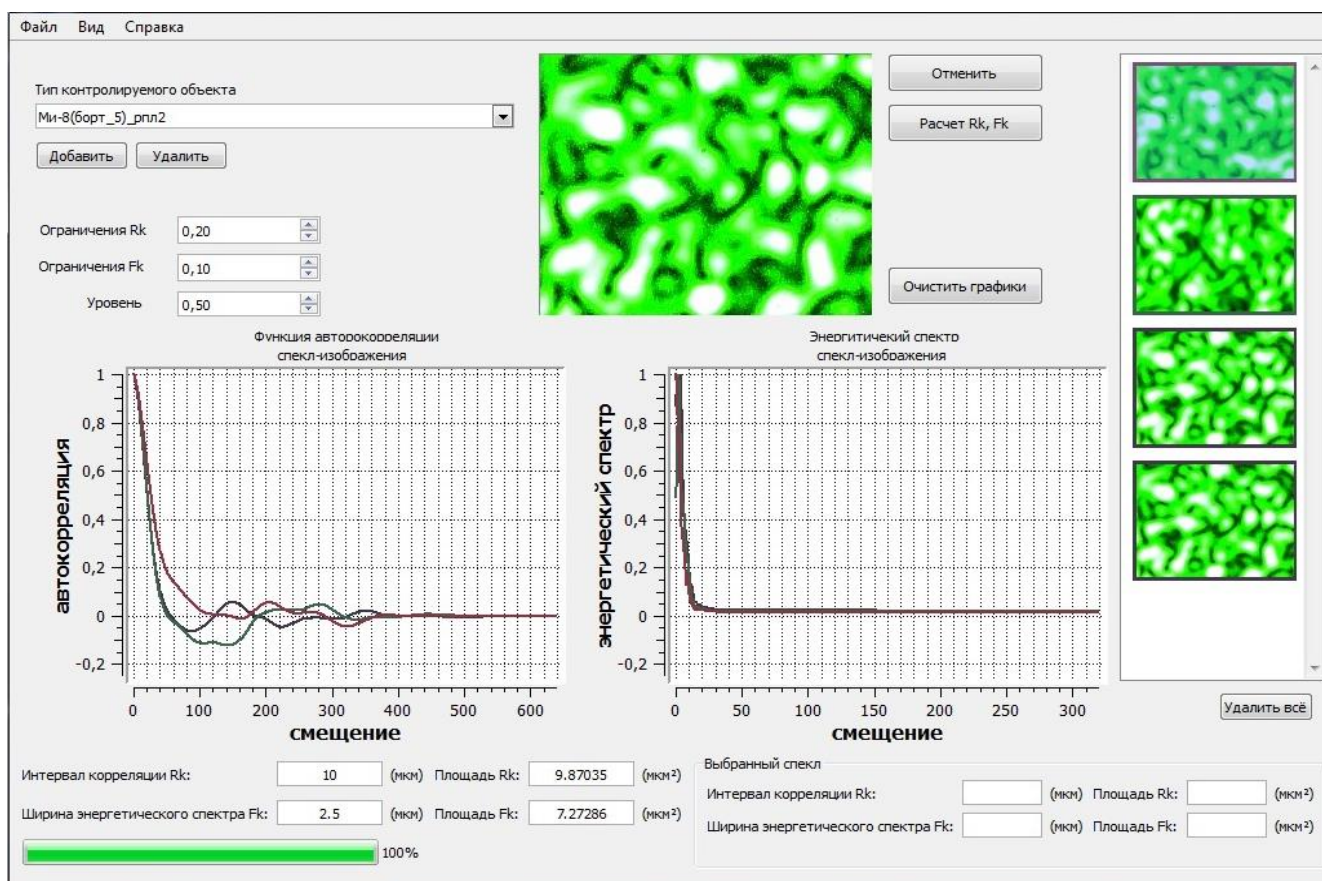 Файл Вид Справка
Тип контролируемого объекта
Ми-8(борт_5)_рпл2
Добавить Удалить
Ограничения Rk 0,20
Ограничения Fk 0,10
Уровень 0,50
Отменить
Расчет Rk, Fk
Очистить графики
Функция авторокорреляции
спекл-изображения
автокорреляция
1
0,8
0,6
0,4
0,2
0
-0,2
0 100 200 300 400 500 600
смещение
Энергитичекий спектр
спекл-изображения
энергетический спектр
1
0,8
0,6
0,4
0,2
0
-0,2
0 50 100 150 200 250 300
смещение
Удалить всё
Интервал корреляции Rk: 10 (мкм) Площадь Rk: 9.87035 (мкм²)
Ширина энергетического спектра Fk: 2.5 (мкм) Площадь Fk: 7.27286 (мкм²)
100%
Выбранный спекл
Интервал корреляции Rk: (мкм) Площадь Rk: (мкм²)
Ширина энергетического спектра Fk: (мкм) Площадь Fk: (мкм²)